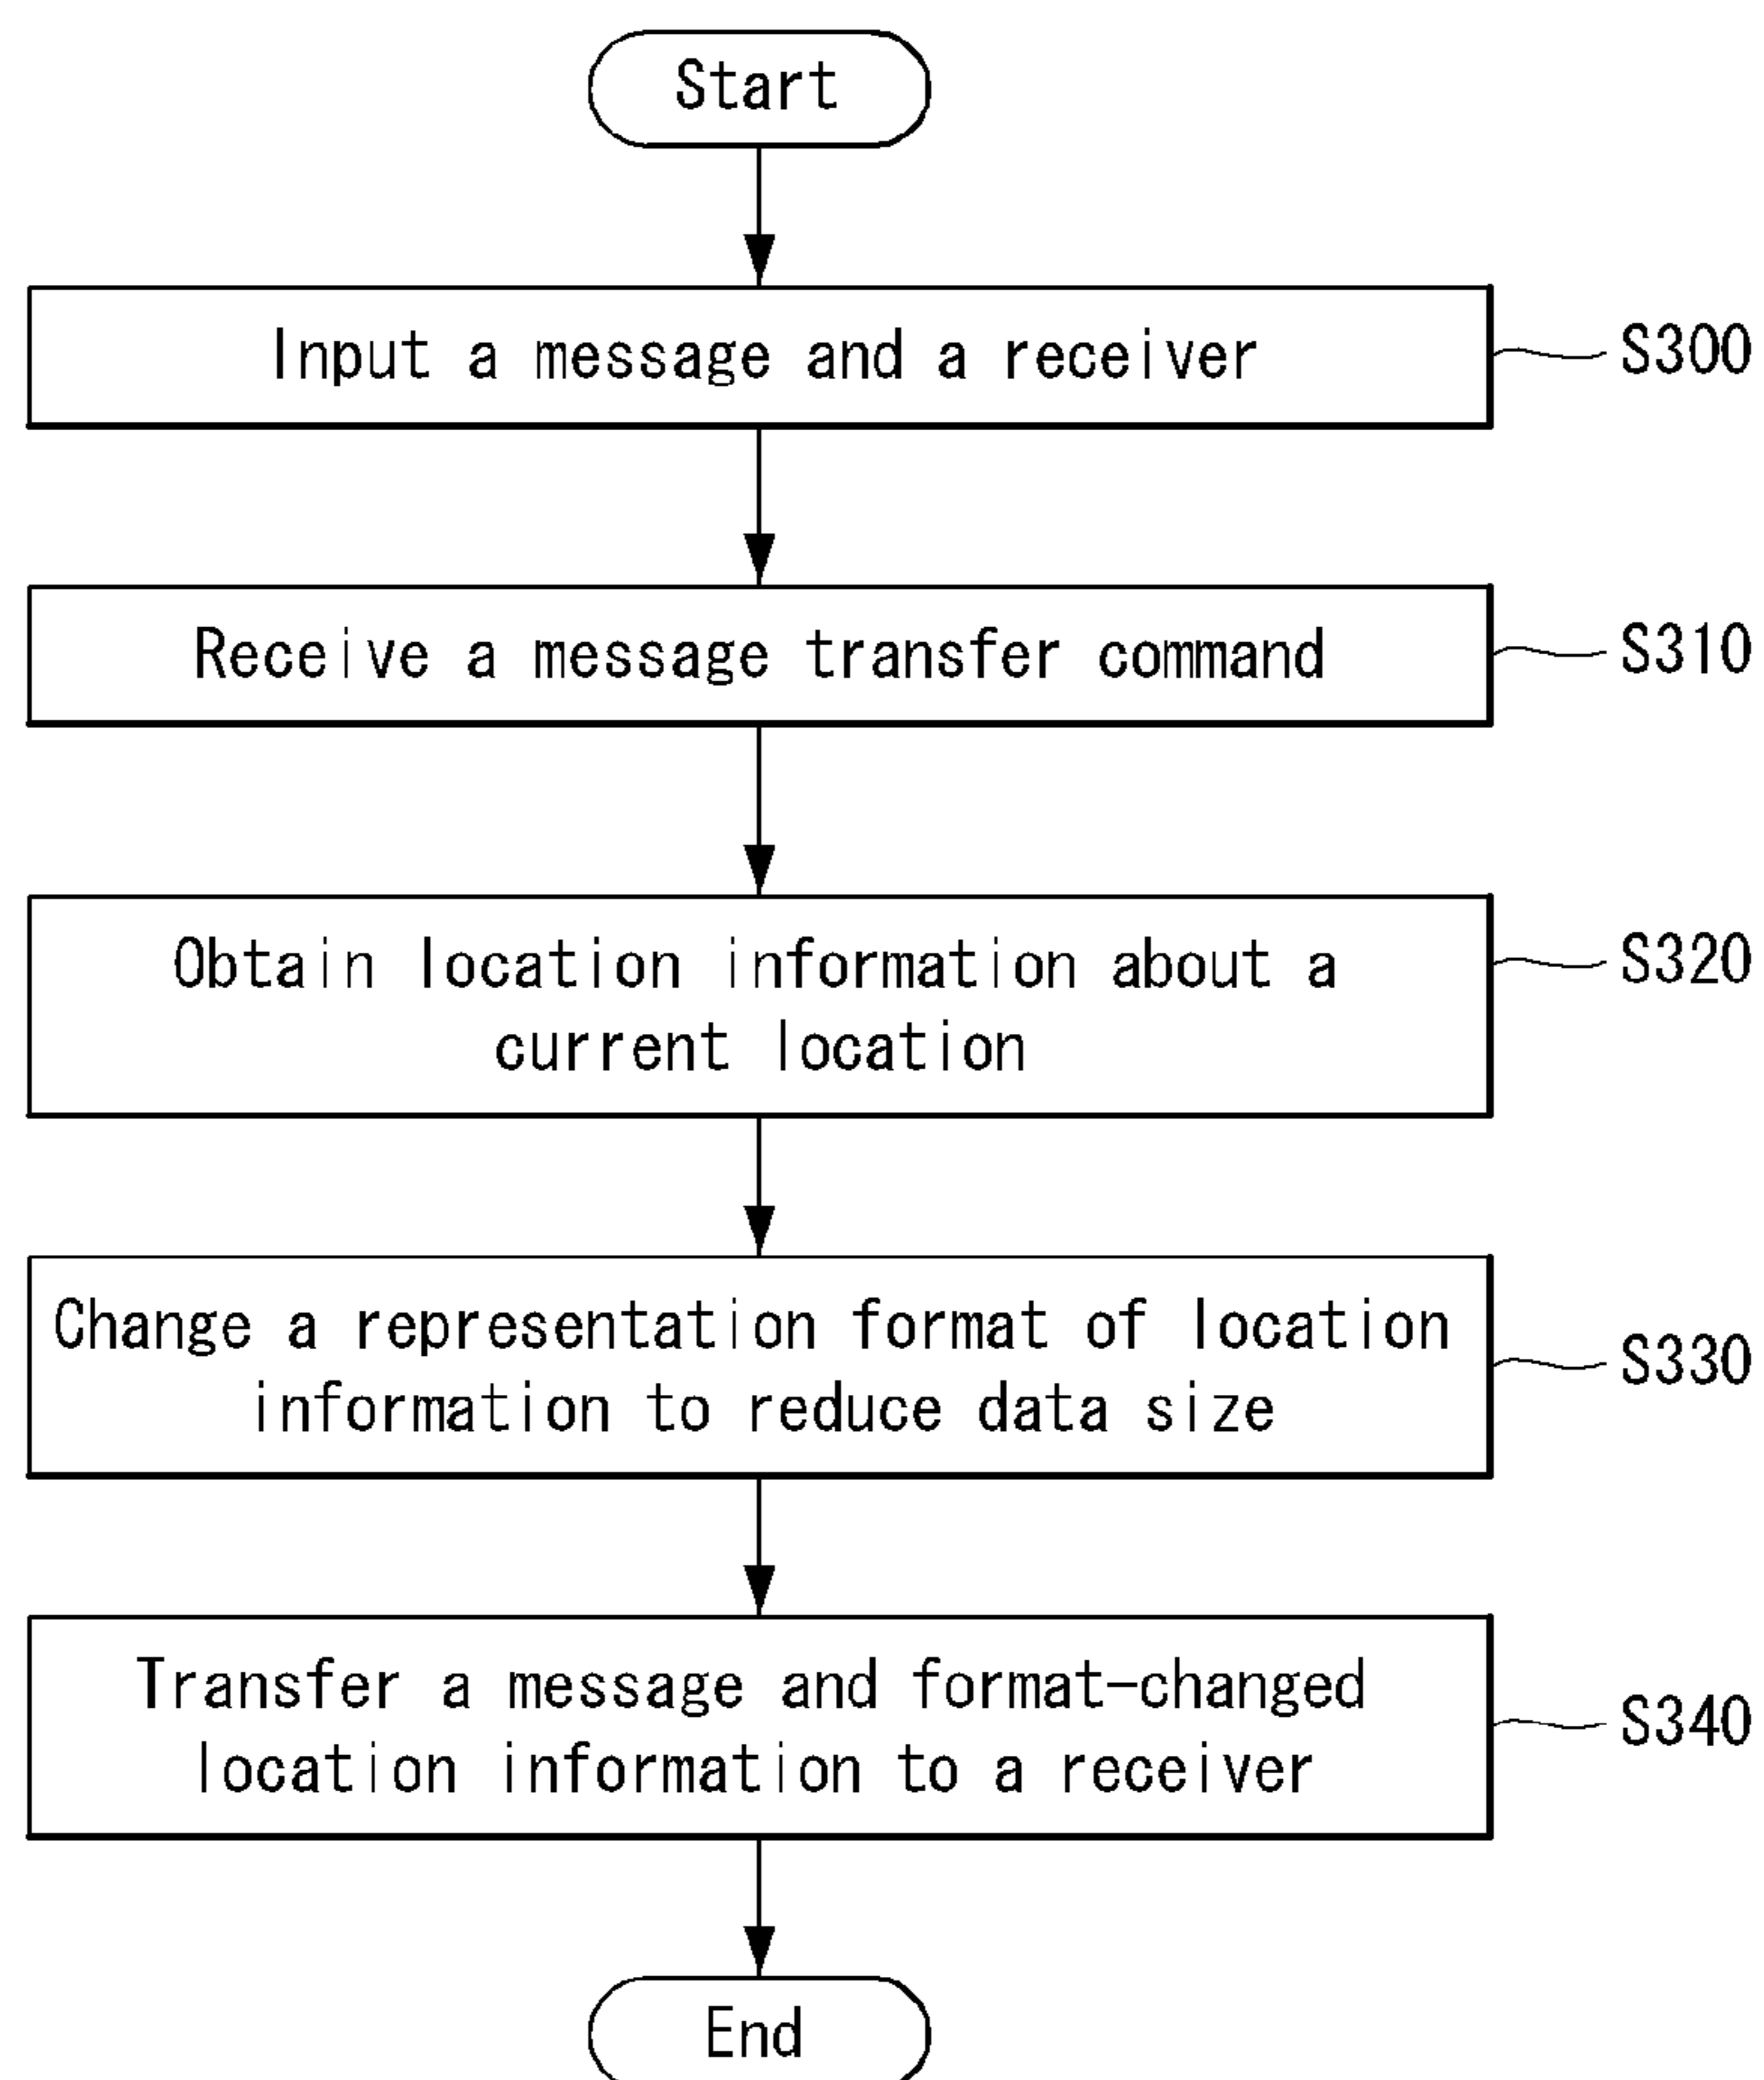 Start
Input a message and a receiver
S300
Receive a message transfer command
S310
Obtain location information about a
current location
S320
Change a representation format of location
information to reduce data size
S330
Transfer a message and format-changed
location information to a receiver
S340
End